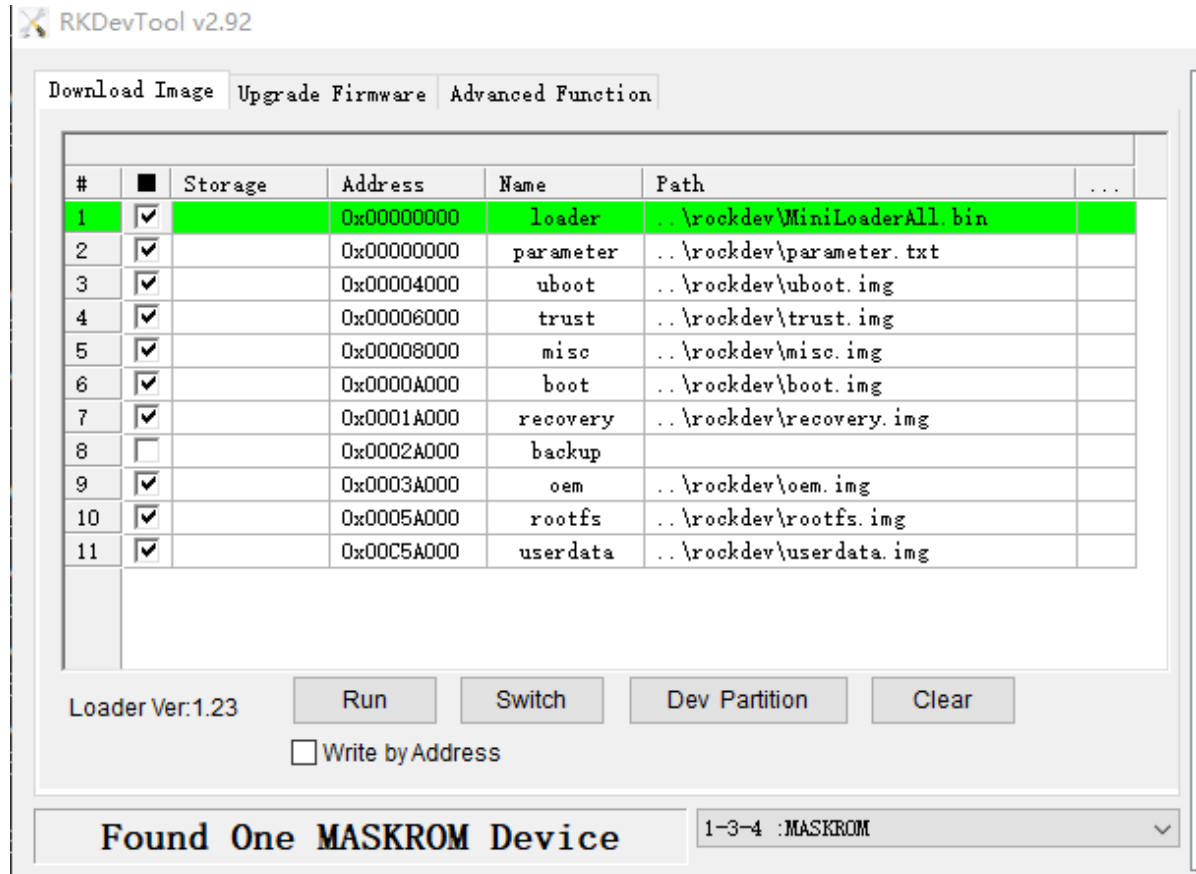 RKDevTool v2.92
Download Image Upgrade Firmware Advanced Function
# Storage Address Name Path ...
1 0x00000000 loader ..\rockdev\MiniLoaderAll.bin
2 0x00000000 parameter ..\rockdev\parameter.txt
3 0x00004000 uboot ..\rockdev\uboot.img
4 0x00006000 trust ..\rockdev\trust.img
5 0x00008000 misc ..\rockdev\misc.img
6 0x0000A000 boot ..\rockdev\boot.img
7 0x0001A000 recovery ..\rockdev\recovery.img
8 0x0002A000 backup
9 0x0003A000 oem ..\rockdev\oem.img
10 0x0005A000 rootfs ..\rockdev\rootfs.img
11 0x00C5A000 userdata ..\rockdev\userdata.img
Loader Ver:1.23 Run Switch Dev Partition Clear
Write by Address
Found One MASKROM Device 1-3-4 :MASKROM